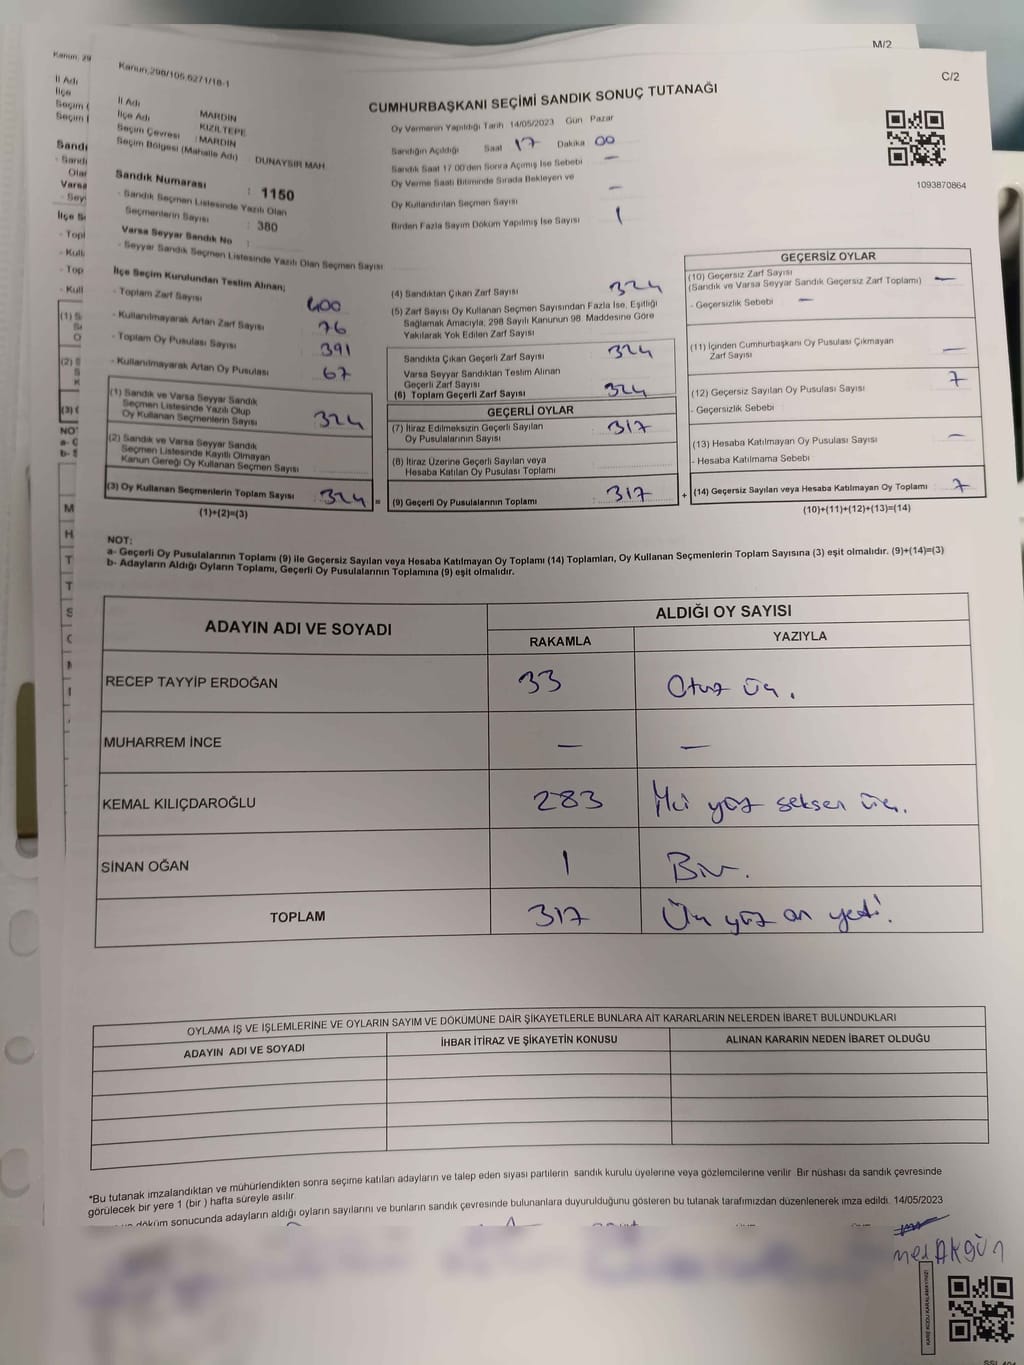 M/2
Kanun, 29
Kanun,298/105,6271/18-1
C/2
CUMHURBAŞKANI SEÇİMİ SANDIK SONUÇ TUTANAĞI
İl Adı MARDİN
İlçe Adı KIZILTEPE
Seçim Çevresi : MARDİN
Seçim Bölgesi (Mahalle Adı) : DUNAYSIR MAH
Sandık Numarası : 1150
- Sandık Seçmen Listesinde Yazılı Olan
Seçmenlerin Sayısı : 380
Varsa Seyyar Sandık No :
- Seyyar Sandık Seçmen Listesinde Yazılı Olan Seçmen Sayısı
Oy Vermenin Yapıldığı Tarih 14/05/2023 Gün Pazar
Sandığın Açıldığı Saat 17 Dakika 00
Sandık Saat 17 00'den Sonra Açımış İse Sebebi —
Oy Verme Saati Bitiminde Sırada Bekleyen ve
Oy Kullandırılan Seçmen Sayısı —
Birden Fazla Sayım Döküm Yapılmış İse Sayısı 1
1093870864
İlçe Seçim Kurulundan Teslim Alınan;
- Toplam Zarf Sayısı 400
- Kullanılmayarak Artan Zarf Sayısı 76
- Toplam Oy Pusulası Sayısı 391
- Kullanılmayarak Artan Oy Pusulası 67
(1) Sandık ve Varsa Seyyar Sandık
Seçmen Listesinde Yazılı Olup
Oy Kullanan Seçmenlerin Sayısı 324
(2) Sandık ve Varsa Seyyar Sandık
Seçmen Listesinde Kayıtlı Olmayan
Kanun Gereği Oy Kullanan Seçmen Sayısı
(3) Oy Kullanan Seçmenlerin Toplam Sayısı : 324 =
(1)+(2)=(3)
(4) Sandıktan Çıkan Zarf Sayısı 324
(5) Zarf Sayısı Oy Kullanan Seçmen Sayısından Fazla İse, Eşitliği
Sağlamak Amacıyla, 298 Sayılı Kanunun 98. Maddesine Göre
Yakılarak Yok Edilen Zarf Sayısı
Sandıkta Çıkan Geçerli Zarf Sayısı 324
Varsa Seyyar Sandıktan Teslim Alınan
Geçerli Zarf Sayısı
(6) Toplam Geçerli Zarf Sayısı 324
GEÇERLİ OYLAR
(7) İtiraz Edilmeksizin Geçerli Sayılan
Oy Pusulalarının Sayısı : 317
(8) İtiraz Üzerine Geçerli Sayılan veya
Hesaba Katılan Oy Pusulası Toplamı
(9) Geçerli Oy Pusulalarının Toplamı : 317 +
GEÇERSİZ OYLAR
(10) Geçersiz Zarf Sayısı
(Sandık ve Varsa Seyyar Sandık Geçersiz Zarf Toplamı) —
- Geçersizlik Sebebi —
(11) İçinden Cumhurbaşkanı Oy Pusulası Çıkmayan
Zarf Sayısı —
(12) Geçersiz Sayılan Oy Pusulası Sayısı 7
- Geçersizlik Sebebi
(13) Hesaba Katılmayan Oy Pusulası Sayısı —
- Hesaba Katılmama Sebebi
(14) Geçersiz Sayılan veya Hesaba Katılmayan Oy Toplamı 7
(10)+(11)+(12)+(13)=(14)
NOT:
a- Geçerli Oy Pusulalarının Toplamı (9) ile Geçersiz Sayılan veya Hesaba Katılmayan Oy Toplamı (14) Toplamları, Oy Kullanan Seçmenlerin Toplam Sayısına (3) eşit olmalıdır. (9)+(14)=(3)
b- Adayların Aldığı Oyların Toplamı, Geçerli Oy Pusulalarının Toplamına (9) eşit olmalıdır.
ADAYIN ADI VE SOYADI
ALDIĞI OY SAYISI
RAKAMLA YAZIYLA
RECEP TAYYİP ERDOĞAN 33 Otuz üç.
MUHARREM İNCE — —
KEMAL KILIÇDAROĞLU 283 İki yüz seksen üç.
SİNAN OĞAN 1 Bir.
TOPLAM 317 Üç yüz on yedi.
OYLAMA İŞ VE İŞLEMLERİNE VE OYLARIN SAYIM VE DÖKÜMÜNE DAİR ŞİKAYETLERLE BUNLARA AİT KARARLARIN NELERDEN İBARET BULUNDUKLARI
ADAYIN ADI VE SOYADI İHBAR İTİRAZ VE ŞİKAYETİN KONUSU ALINAN KARARIN NEDEN İBARET OLDUĞU
*Bu tutanak imzalandıktan ve mühürlendikten sonra seçime katılan adayların ve talep eden siyasi partilerin sandık kurulu üyelerine veya gözlemcilerine verilir Bir nüshası da sandık çevresinde
görülecek bir yere 1 (bir ) hafta süreyle asılır
döküm sonucunda adayların aldığı oyların sayılarını ve bunların sandık çevresinde bulunanlara duyurulduğunu gösteren bu tutanak tarafımızdan düzenlenerek imza edildi. 14/05/2023
AKGÜN
KARE KODU KARALAMAYINIZ!